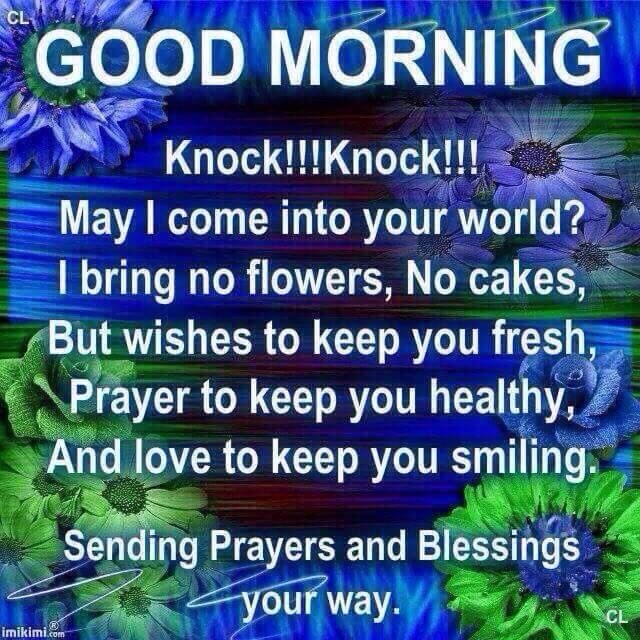 CL
GOOD MORNING
Knock!!!Knock!!!
May I come into your world?
I bring no flowers, No cakes,
But wishes to keep you fresh,
Prayer to keep you healthy,
And love to keep you smiling.
Sending Prayers and Blessings
your way.
imikimi.com®
CL